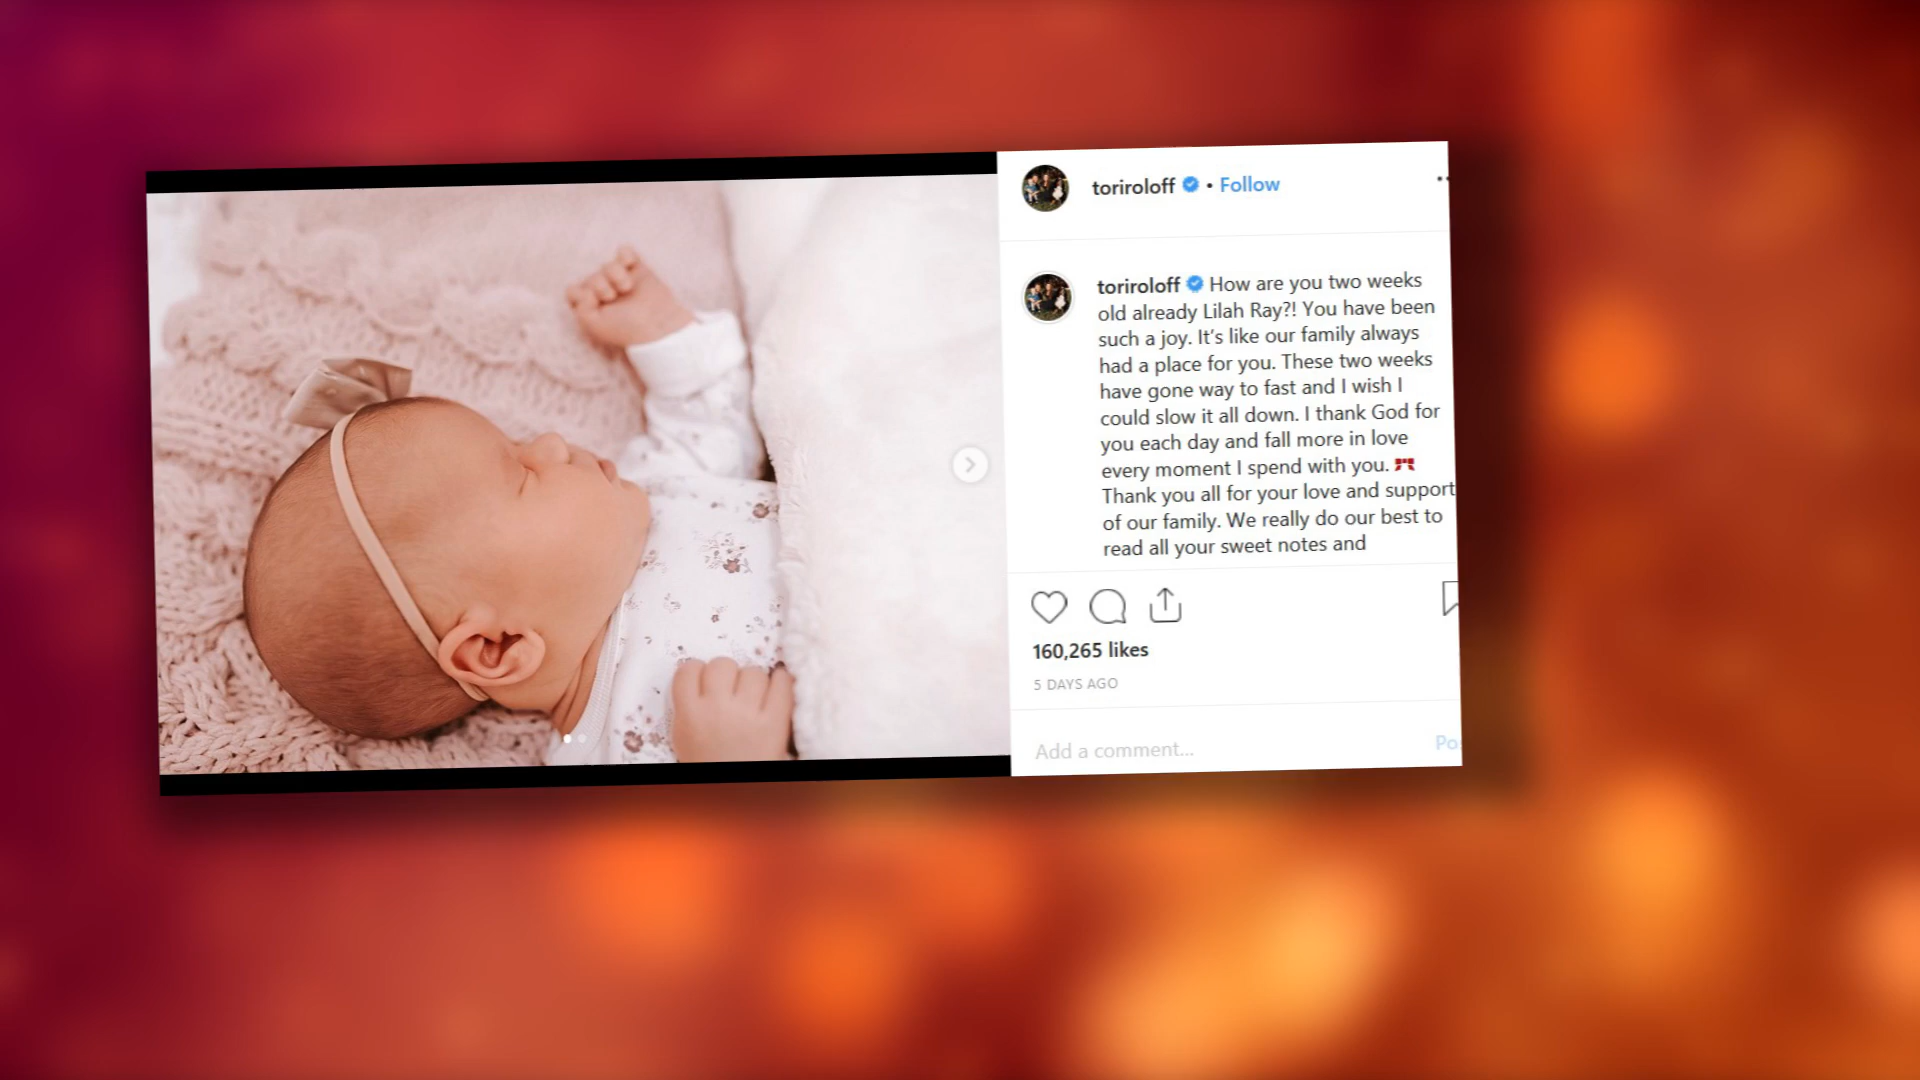 toriroloff • Follow
toriroloff How are you two weeks
old already Lilah Ray?! You have been
such a joy. It's like our family always
had a place for you. These two weeks
have gone way to fast and I wish I
could slow it all down. I thank God for
you each day and fall more in love
every moment I spend with you.
Thank you all for your love and support
of our family. We really do our best to
read all your sweet notes and
160,265 likes
5 DAYS AGO
Add a comment...
Po